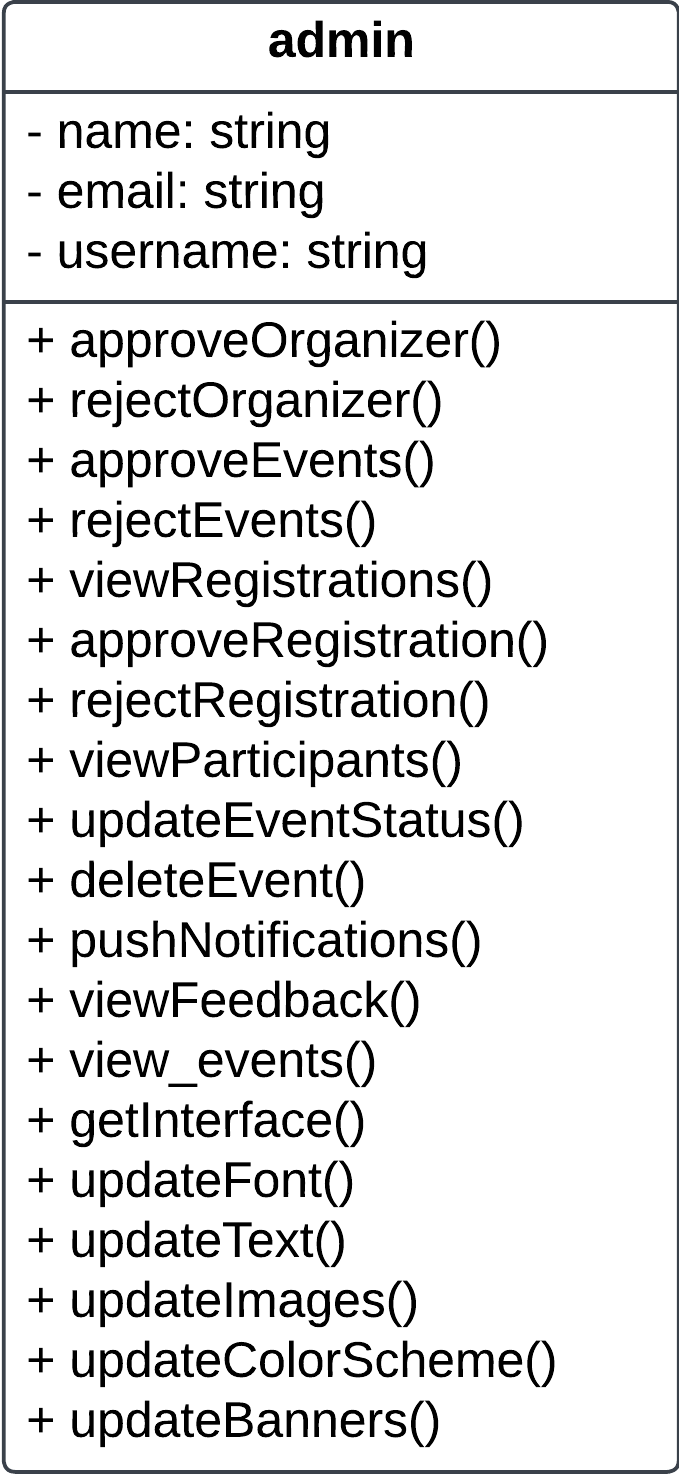 admin
- name: string
- email: string
- username: string
+ approveOrganizer()
+ rejectOrganizer()
+ approveEvents()
+ rejectEvents()
+ viewRegistrations()
+ approveRegistration()
+ rejectRegistration()
+ viewParticipants()
+ updateEventStatus()
+ deleteEvent()
+ pushNotifications()
+ viewFeedback()
+ view_events()
+ getInterface()
+ updateFont()
+ updateText()
+ updateImages()
+ updateColorScheme()
+ updateBanners()